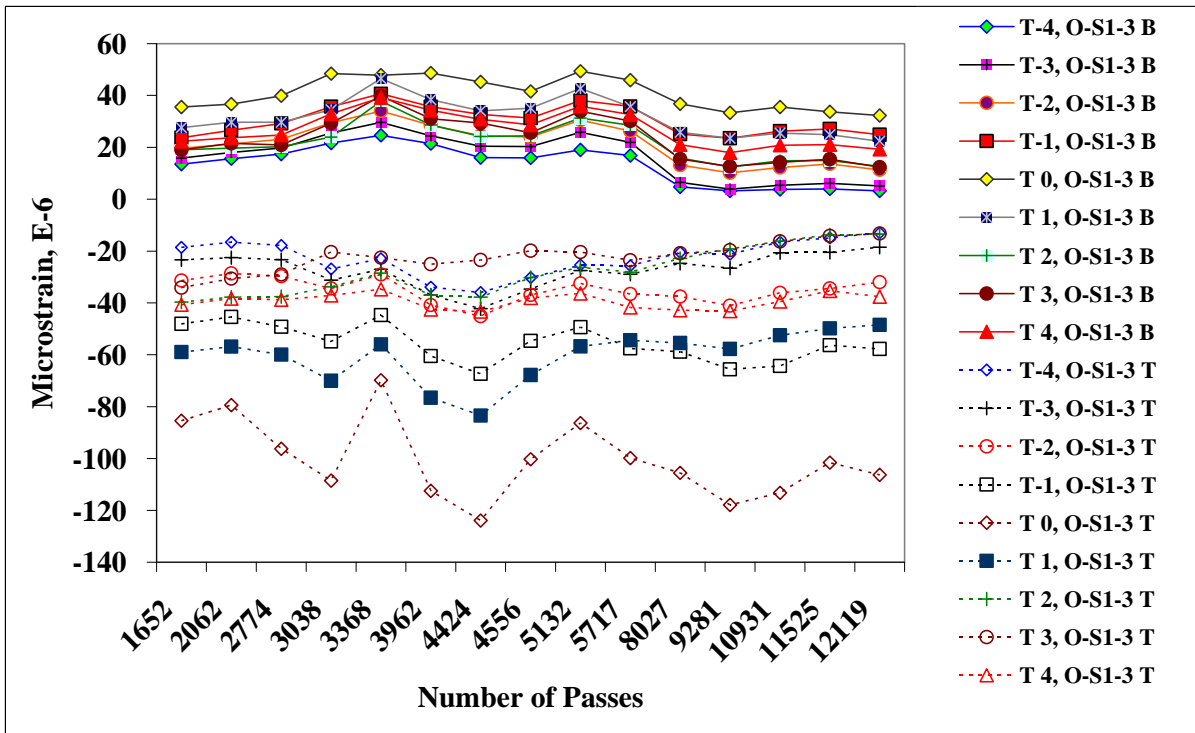 60
40
20
0
-20
-40
-60
-80
-100
-120
-140
Microstrain, E-6
1652
2062
2774
3038
3368
3962
4424
4556
5132
5717
8027
9281
10931
11525
12119
Number of Passes
T-4, O-S1-3 B
T-3, O-S1-3 B
T-2, O-S1-3 B
T-1, O-S1-3 B
T 0, O-S1-3 B
T 1, O-S1-3 B
T 2, O-S1-3 B
T 3, O-S1-3 B
T 4, O-S1-3 B
T-4, O-S1-3 T
T-3, O-S1-3 T
T-2, O-S1-3 T
T-1, O-S1-3 T
T 0, O-S1-3 T
T 1, O-S1-3 T
T 2, O-S1-3 T
T 3, O-S1-3 T
T 4, O-S1-3 T